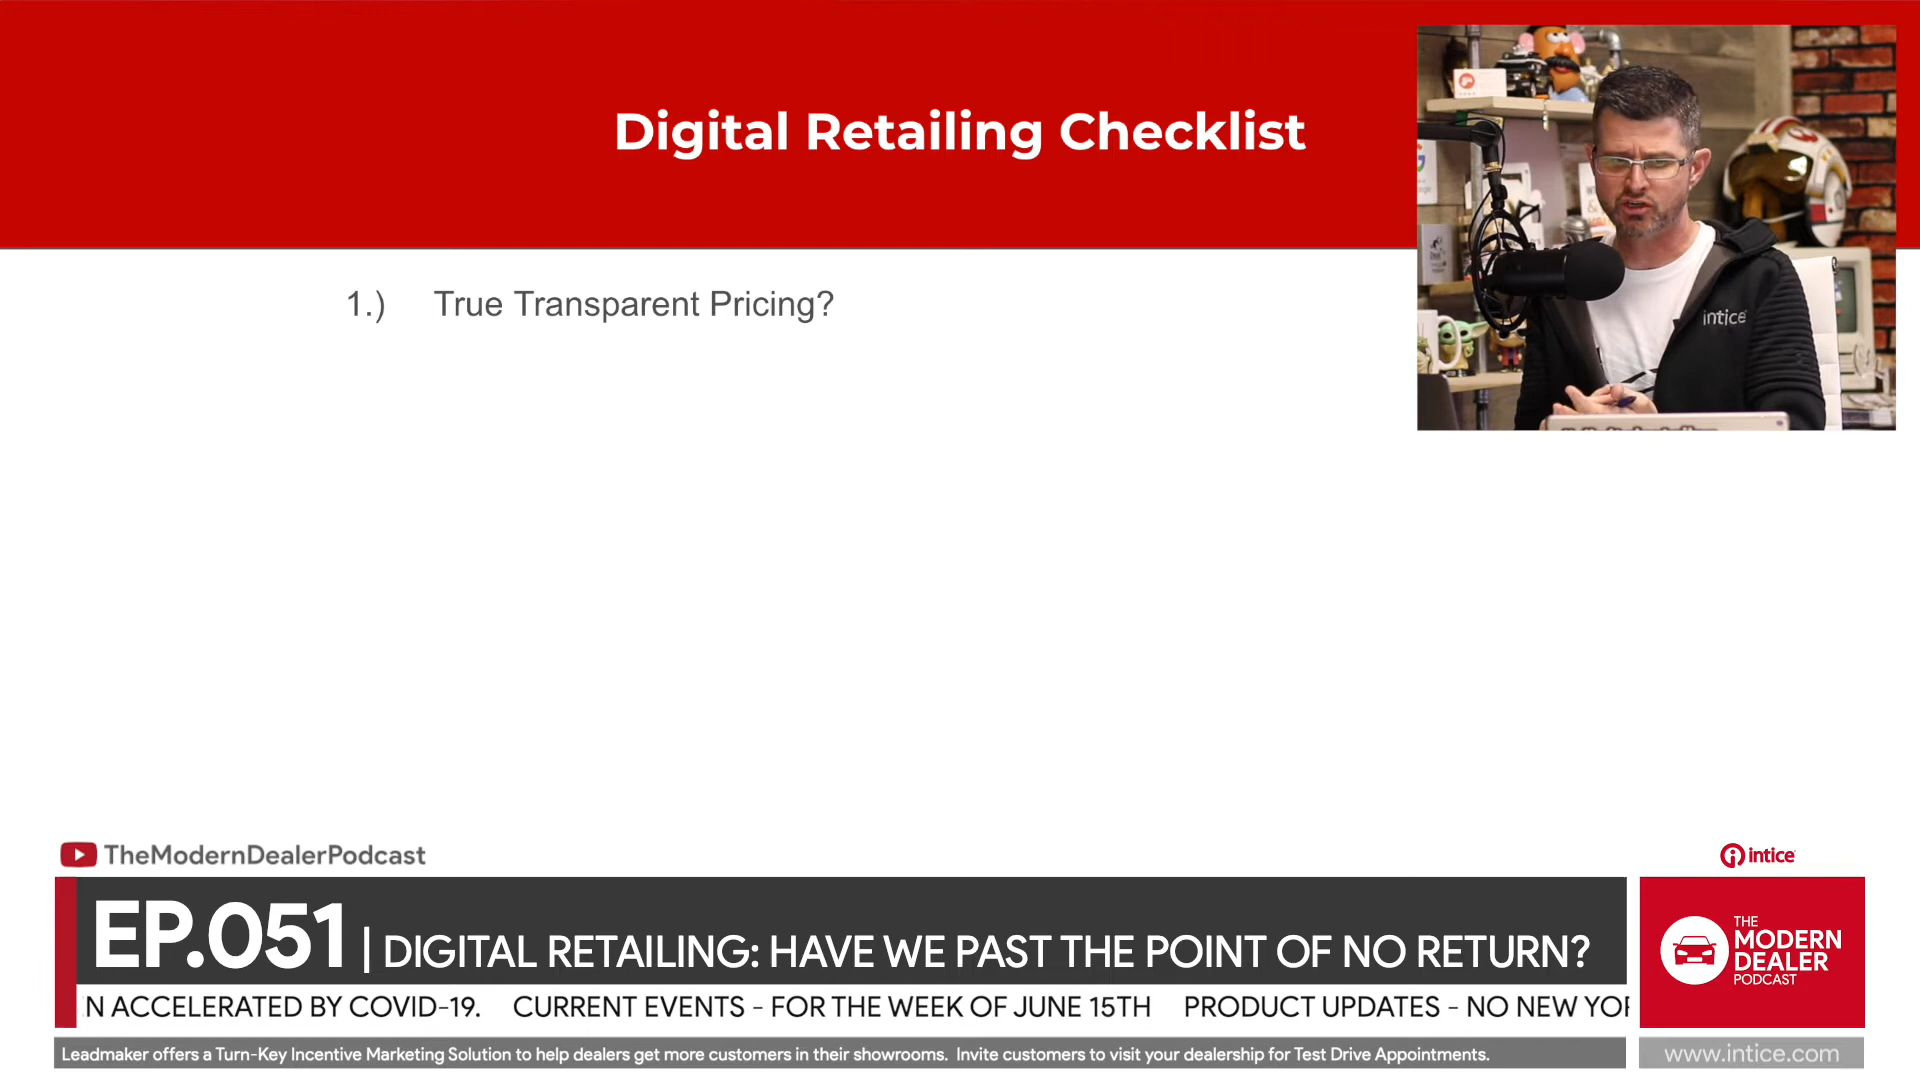 Digital Retailing Checklist
1.) True Transparent Pricing?
intice
TheModernDealerPodcast
intice
EP.051 | DIGITAL RETAILING: HAVE WE PAST THE POINT OF NO RETURN?
THE
MODERN
DEALER
PODCAST
N ACCELERATED BY COVID-19. CURRENT EVENTS - FOR THE WEEK OF JUNE 15TH PRODUCT UPDATES - NO NEW YOR
Leadmaker offers a Turn-Key Incentive Marketing Solution to help dealers get more customers in their showrooms. Invite customers to visit your dealership for Test Drive Appointments.
www.intice.com